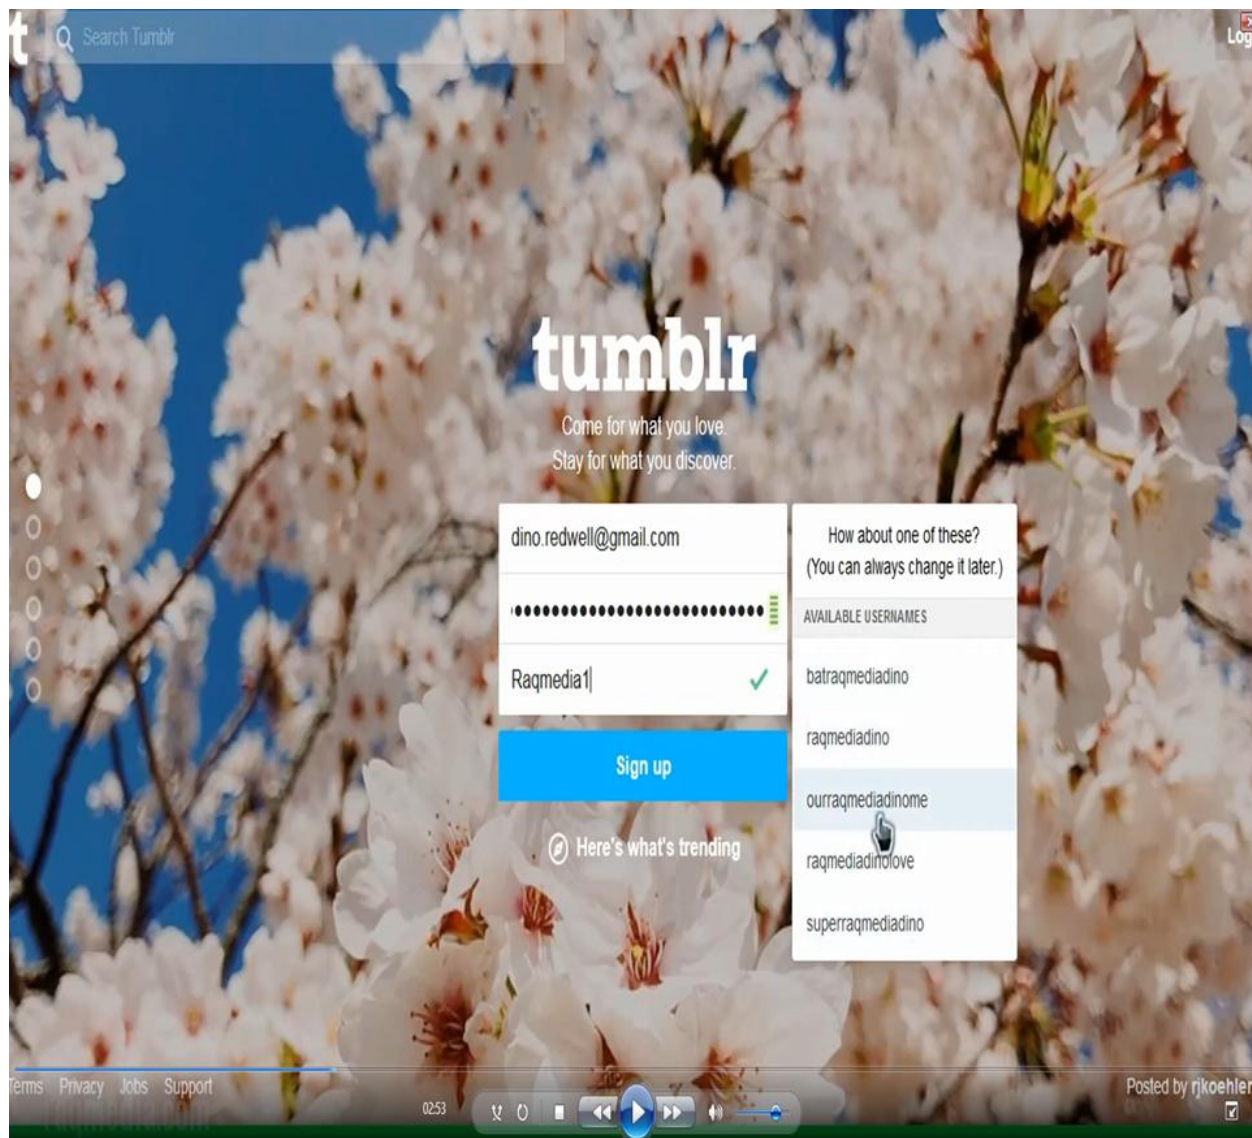 t
Search Tumblr
Log
tumblr
Come for what you love.
Stay for what you discover.
dino.redwell@gmail.com
Raqmedia1
Sign up
Here's what's trending
How about one of these?
(You can always change it later.)
AVAILABLE USERNAMES
batraqmediadino
raqmediadino
ourraqmediadinome
raqmediadinolove
superraqmediadino
Terms Privacy Jobs Support
Posted by rjkoehler
02:53